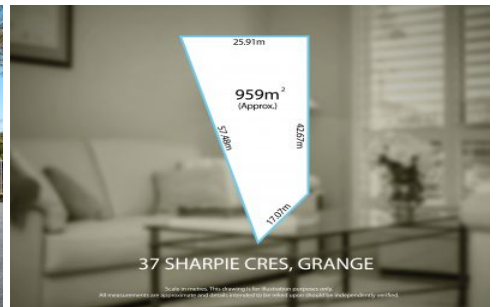 25.91m
959m²
(Approx.)
57.48m
42.67m
17.07m
37 SHARPIE CRES, GRANGE
Scale in metres. This drawing is for illustration purposes only.
All measurements are approximate and details intended to be relied upon should be independently verified.